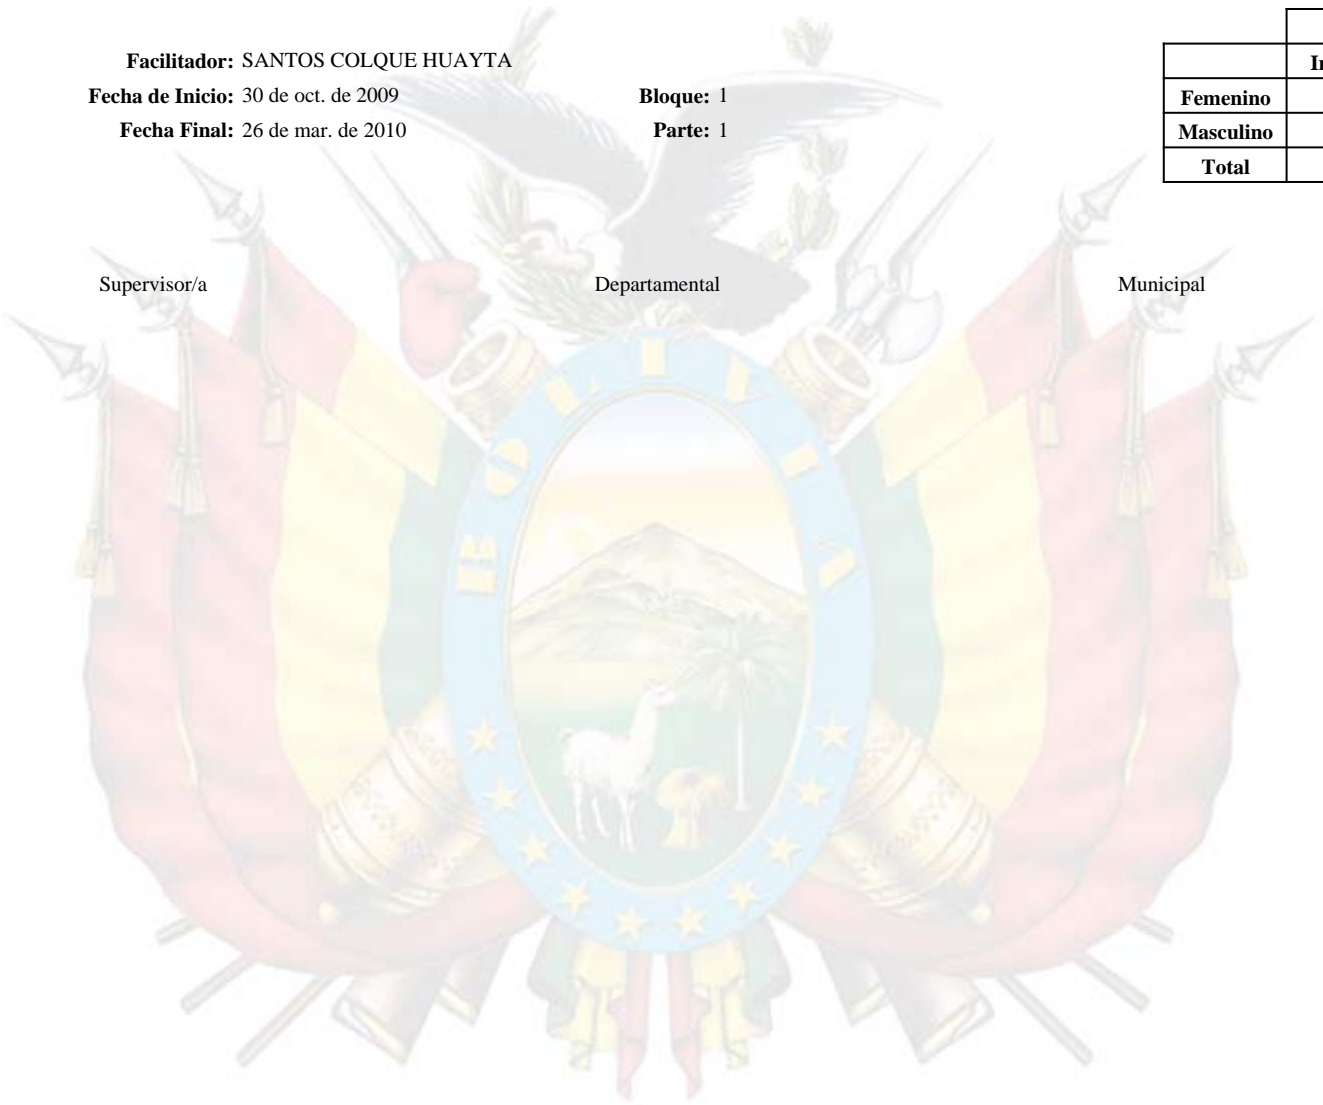 Facilitador: SANTOS COLQUE HUAYTA
Fecha de Inicio: 30 de oct. de 2009 Bloque: 1
Fecha Final: 26 de mar. de 2010 Parte: 1
Femenino
Masculino
Total
Supervisor/a Departamental Municipal
BOLIVIA